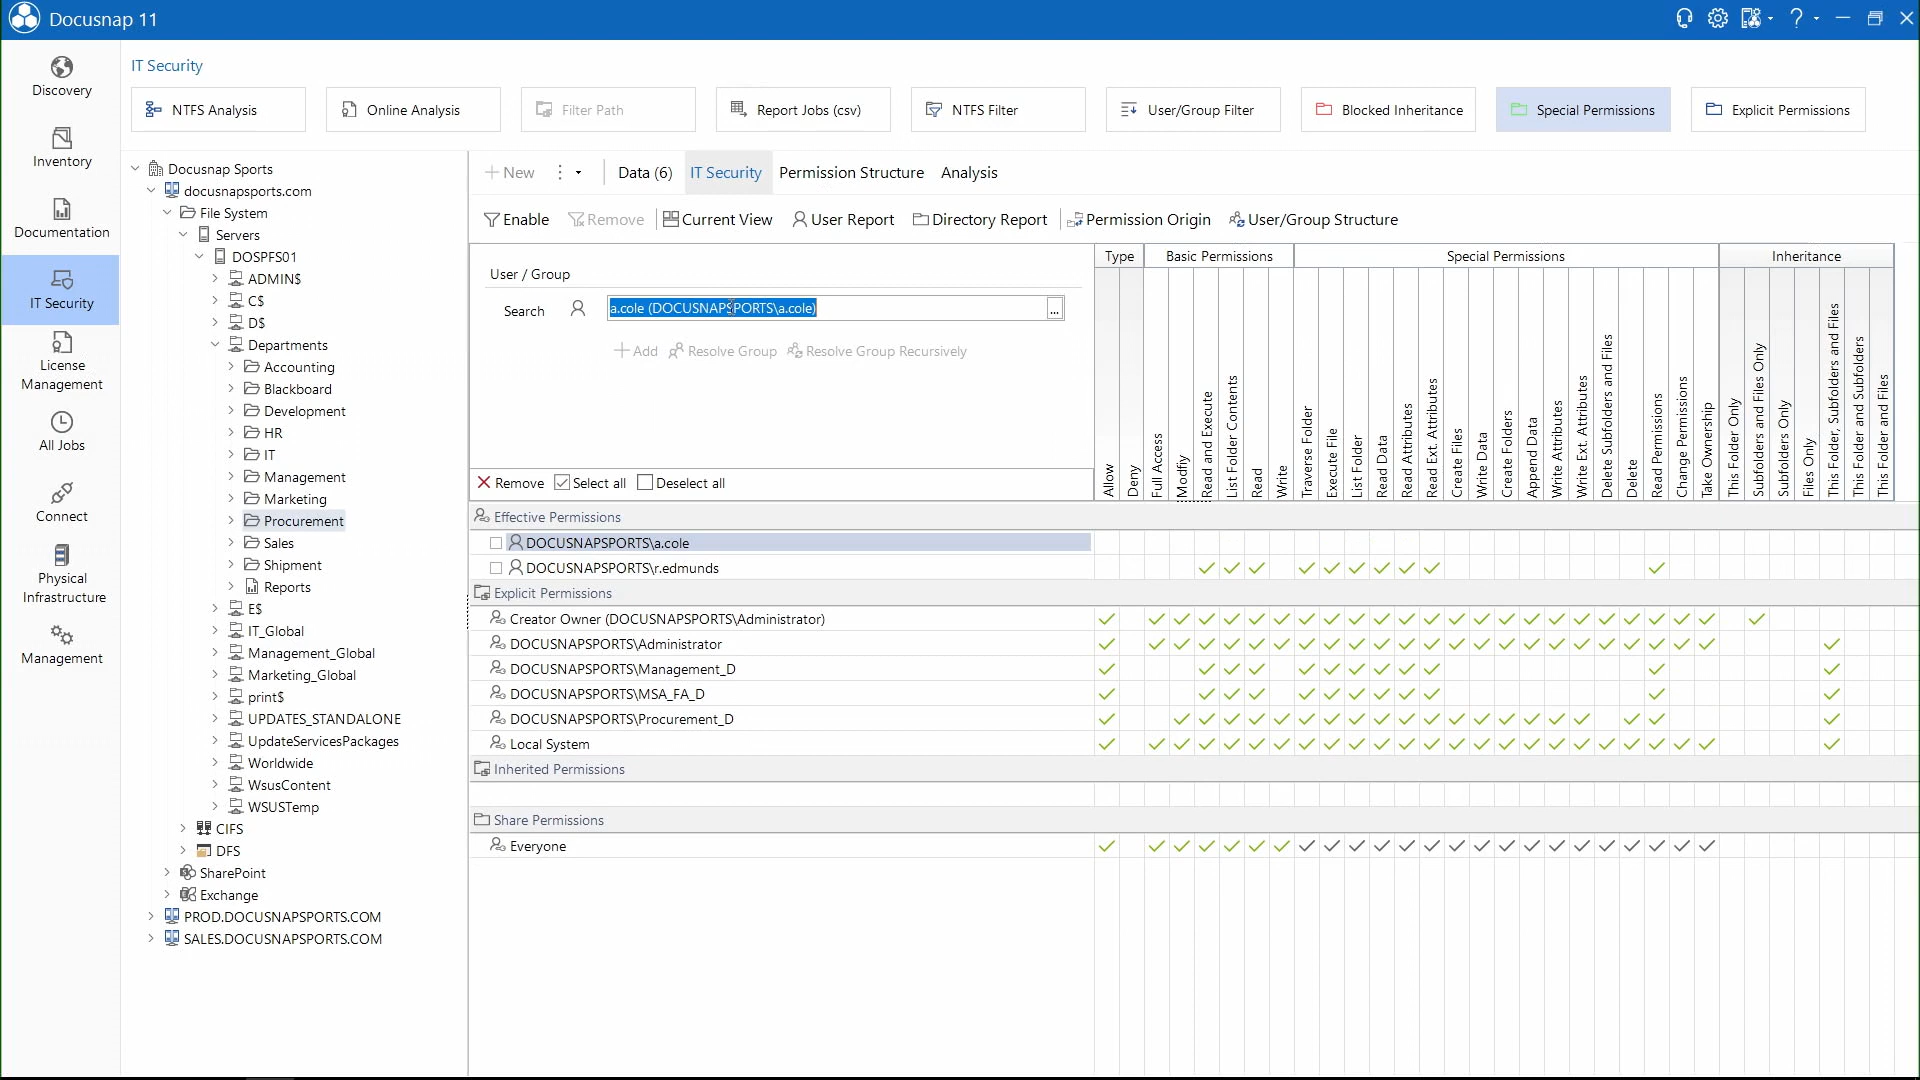 Docusnap 11
Discovery
Inventory
Documentation
IT Security
License
Management
All Jobs
Connect
Physical
Infrastructure
Management
IT Security
NTFS Analysis
Online Analysis
Filter Path
Report Jobs (csv)
NTFS Filter
User/Group Filter
Blocked Inheritance
Special Permissions
Explicit Permissions
Docusnap Sports
docusnapsports.com
File System
Servers
DOSPFS01
ADMIN$
C$
D$
Departments
Accounting
Blackboard
Development
HR
IT
Management
Marketing
Procurement
Sales
Shipment
Reports
E$
IT_Global
Management_Global
Marketing_Global
print$
UPDATES_STANDALONE
UpdateServicesPackages
Worldwide
WsusContent
WSUSTemp
CIFS
DFS
SharePoint
Exchange
PROD.DOCUSNAPSPORTS.COM
SALES.DOCUSNAPSPORTS.COM
New
Data (6)
IT Security
Permission Structure
Analysis
Enable
Remove
Current View
User Report
Directory Report
Permission Origin
User/Group Structure
User / Group
Search
a.cole (DOCUSNAPSPORTS\a.cole)
...
Add
Resolve Group
Resolve Group Recursively
Remove
Select all
Deselect all
Type
Basic Permissions
Special Permissions
Inheritance
Allow
Deny
Full Access
Modify
Read and Execute
List Folder Contents
Read
Write
Traverse Folder
Execute File
List Folder
Read Data
Read Attributes
Read Ext. Attributes
Create Files
Write Data
Create Folders
Append Data
Write Attributes
Write Ext. Attributes
Delete Subfolders and Files
Delete
Read Permissions
Change Permissions
Take Ownership
This Folder Only
Subfolders and Files Only
Subfolders Only
Files Only
This Folder, Subfolders and Files
This Folder and Subfolders
This Folder and Files
Effective Permissions
DOCUSNAPSPORTS\a.cole
DOCUSNAPSPORTS\r.edmunds
Explicit Permissions
Creator Owner (DOCUSNAPSPORTS\Administrator)
DOCUSNAPSPORTS\Administrator
DOCUSNAPSPORTS\Management_D
DOCUSNAPSPORTS\MSA_FA_D
DOCUSNAPSPORTS\Procurement_D
Local System
Inherited Permissions
Share Permissions
Everyone